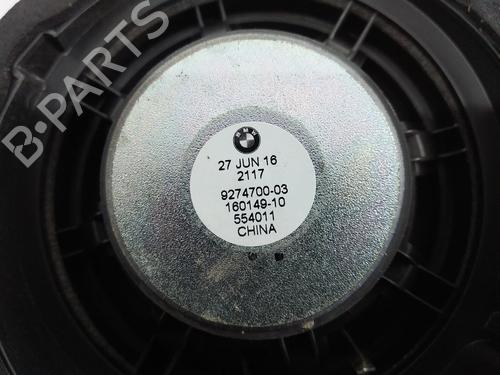 B-PARTS
BMW
27 JUN 16
2117
9274700-03
160149-10
554011
CHINA